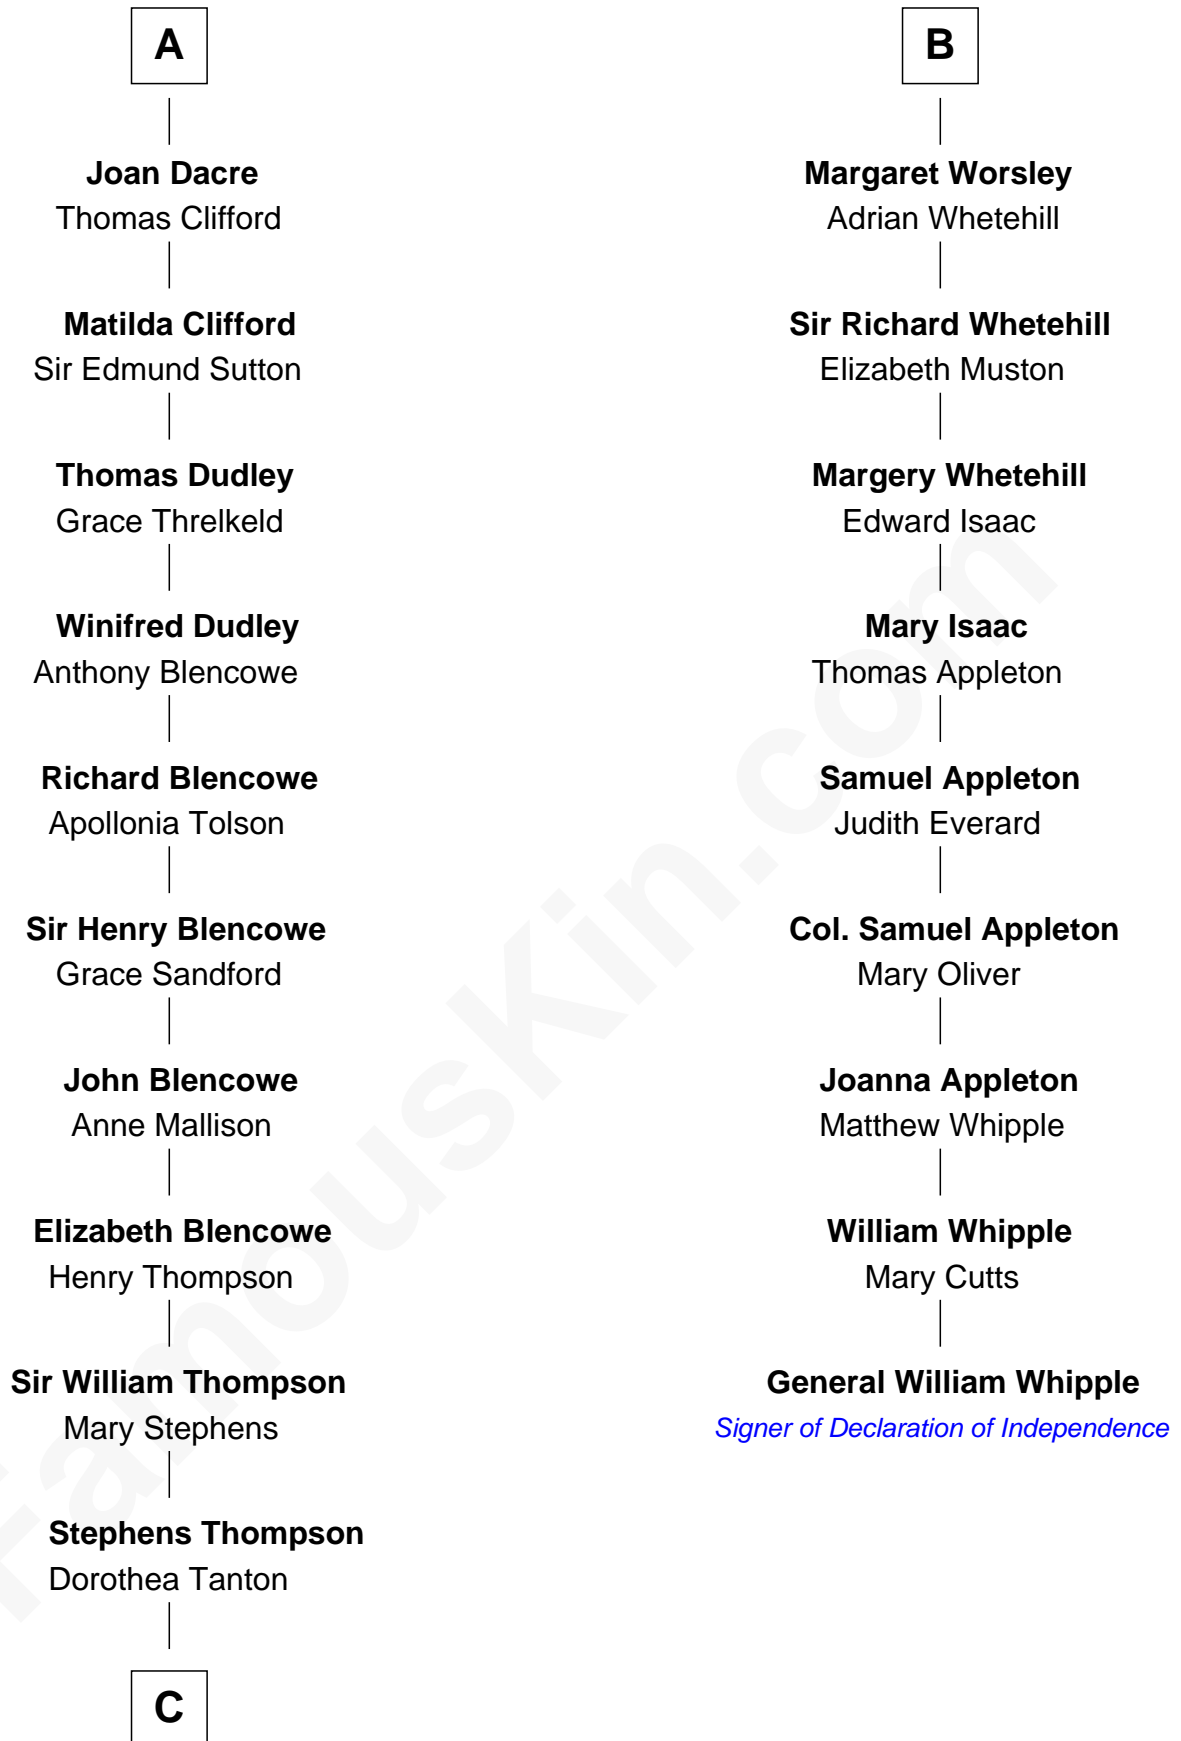 A
Joan Dacre
Thomas Clifford
Matilda Clifford
Sir Edmund Sutton
Thomas Dudley
Grace Threlkeld
Winifred Dudley
Anthony Blencowe
Richard Blencowe
Apollonia Tolson
Sir Henry Blencowe
Grace Sandford
John Blencowe
Anne Mallison
Elizabeth Blencowe
Henry Thompson
Sir William Thompson
Mary Stephens
Stephens Thompson
Dorothea Tanton
C
B
Margaret Worsley
Adrian Whetehill
Sir Richard Whetehill
Elizabeth Muston
Margery Whetehill
Edward Isaac
Mary Isaac
Thomas Appleton
Samuel Appleton
Judith Everard
Col. Samuel Appleton
Mary Oliver
Joanna Appleton
Matthew Whipple
William Whipple
Mary Cutts
General William Whipple
Signer of Declaration of Independence
FamousKin.com